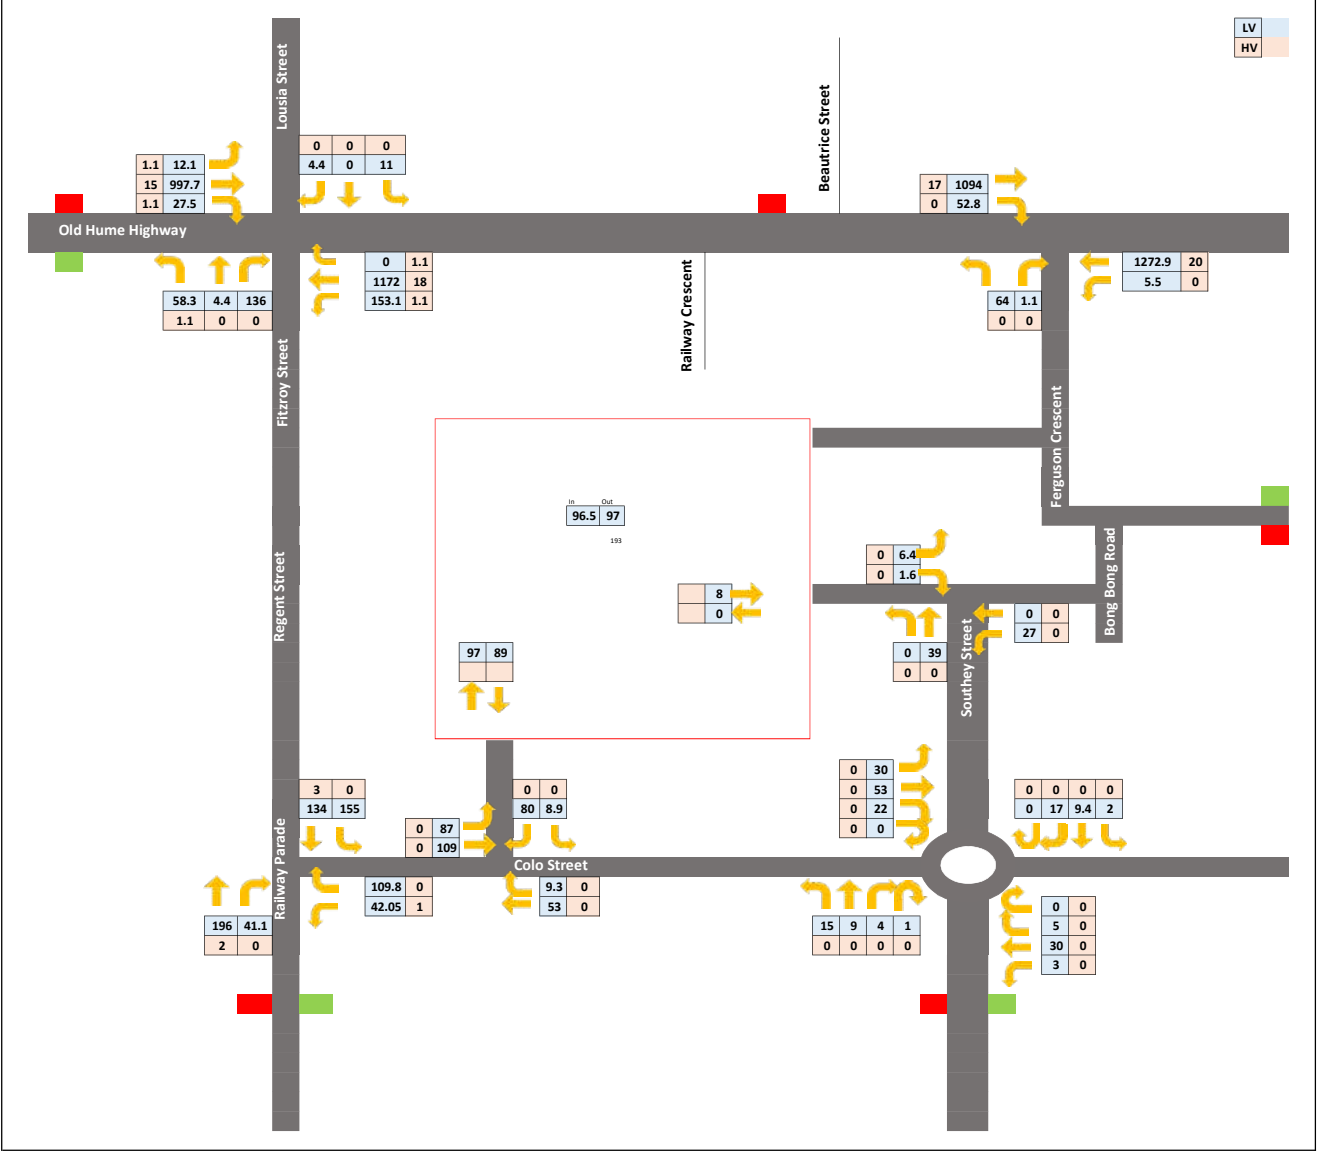 LV
HV
Lousia Street
Beautrice Street
0 0 0
4.4 0 11
1.1 12.1
15 997.7
1.1 27.5
17 1094
0 52.8
Old Hume Highway
0 1.1
1172 18
153.1 1.1
58.3 4.4 136
1.1 0 0
1272.9 20
5.5 0
64 1.1
0 0
Railway Crescent
Fitzroy Street
Ferguson Crescent
In Out
96.5 97
193
Regent Street
Bong Bong Road
0 6.4
0 1.6
8
0
0 0
27 0
0 39
0 0
Southey Street
97 89
3 0
134 155
0 87
0 109
0 0
80 8.9
0 30
0 53
0 22
0 0
0 0 0 0
0 17 9.4 2
Railway Parade
Colo Street
109.8 0
42.05 1
9.3 0
53 0
196 41.1
2 0
15 9 4 1
0 0 0 0
0 0
5 0
30 0
3 0